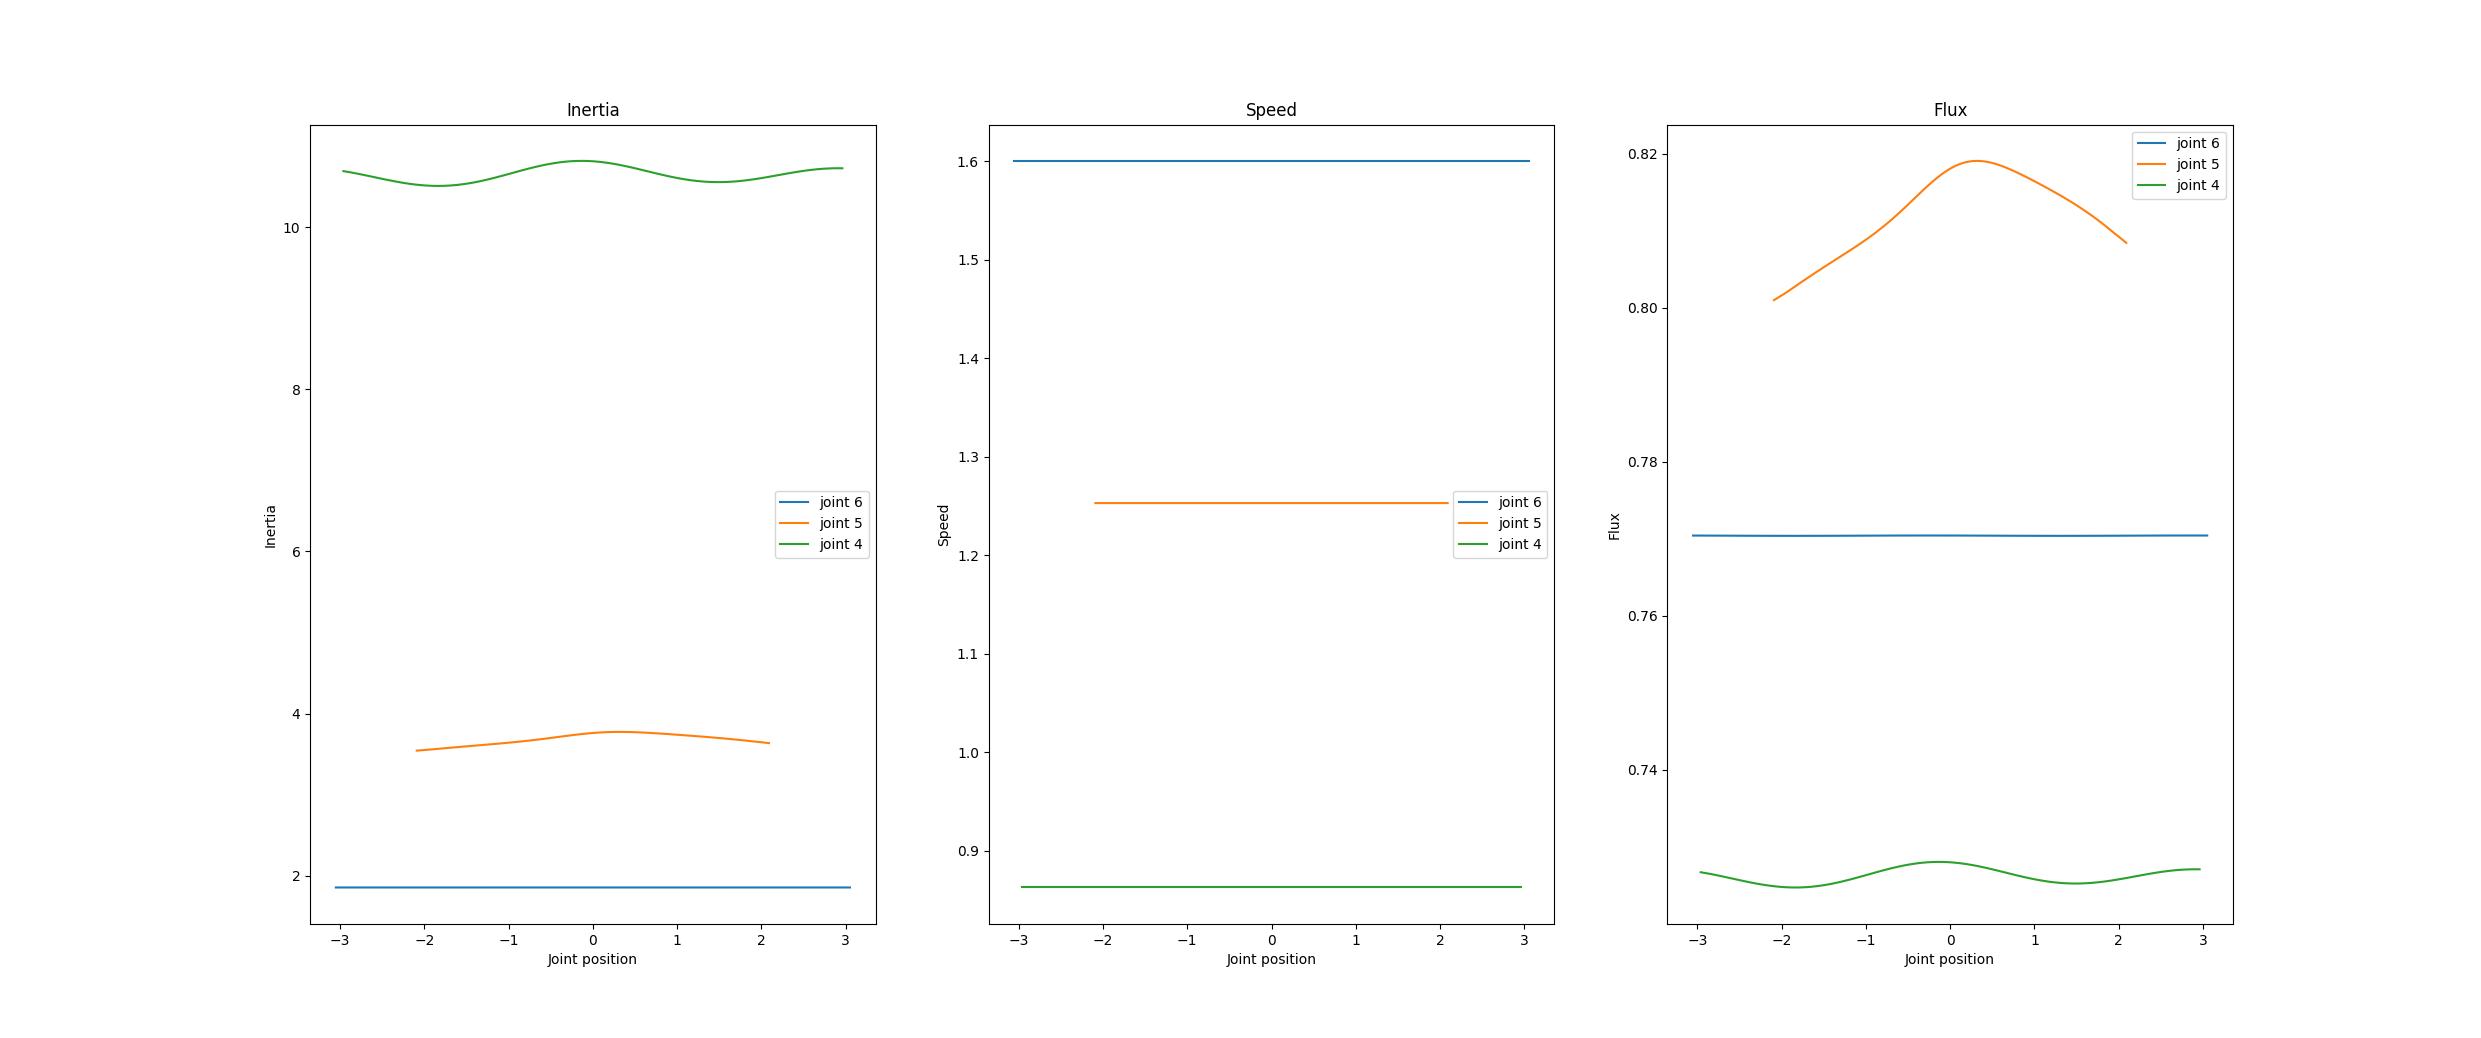 Inertia
Inertia
10
8
6
4
2
−3 −2 −1 0 1 2 3
Joint position
joint 6
joint 5
joint 4
Speed
Speed
1.6
1.5
1.4
1.3
1.2
1.1
1.0
0.9
−3 −2 −1 0 1 2 3
Joint position
joint 6
joint 5
joint 4
Flux
Flux
0.82
0.80
0.78
0.76
0.74
−3 −2 −1 0 1 2 3
Joint position
joint 6
joint 5
joint 4